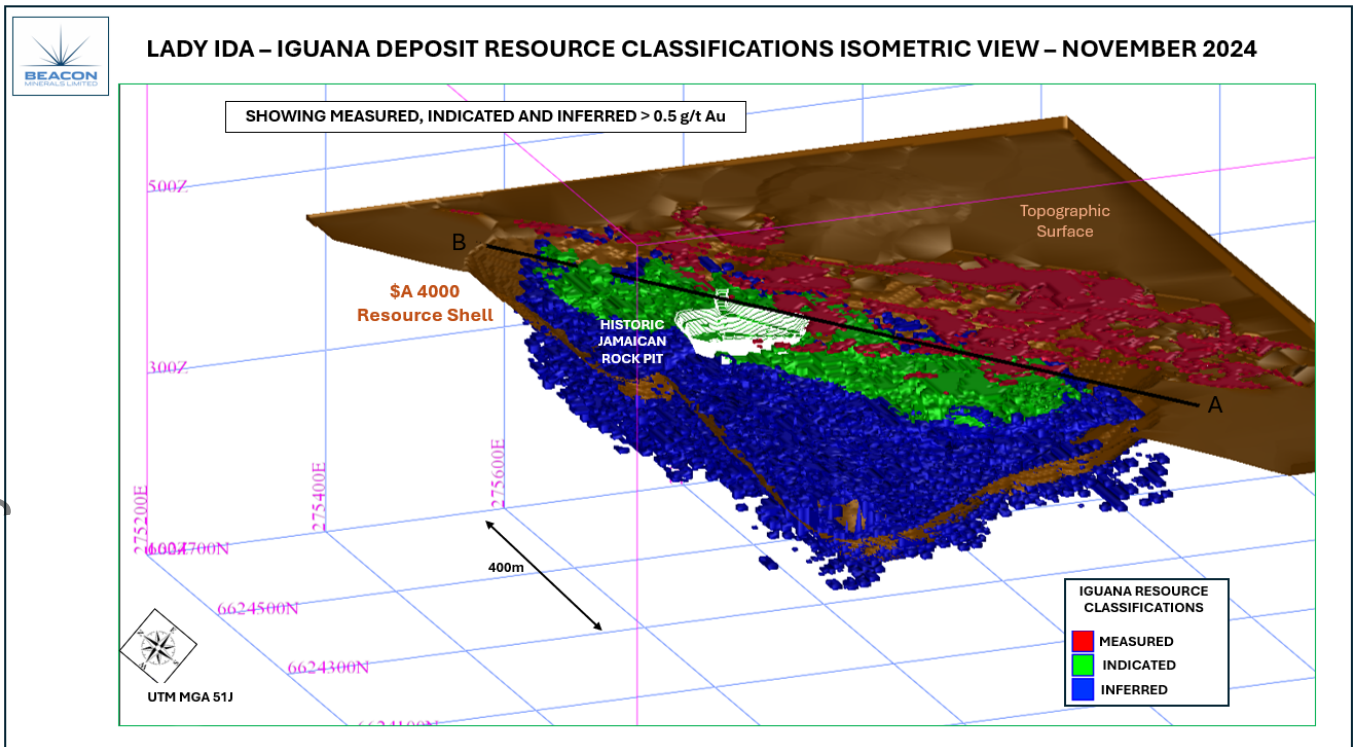 BEACON
MINERALS LIMITED
LADY IDA – IGUANA DEPOSIT RESOURCE CLASSIFICATIONS ISOMETRIC VIEW – NOVEMBER 2024
SHOWING MEASURED, INDICATED AND INFERRED > 0.5 g/t Au
500Z
Topographic
Surface
B
$A 4000
Resource Shell
HISTORIC
JAMAICAN
ROCK PIT
300Z
A
275200E
275400E
275600E
6624700N
400m
6624500N
6624300N
UTM MGA 51J
IGUANA RESOURCE
CLASSIFICATIONS
MEASURED
INDICATED
INFERRED